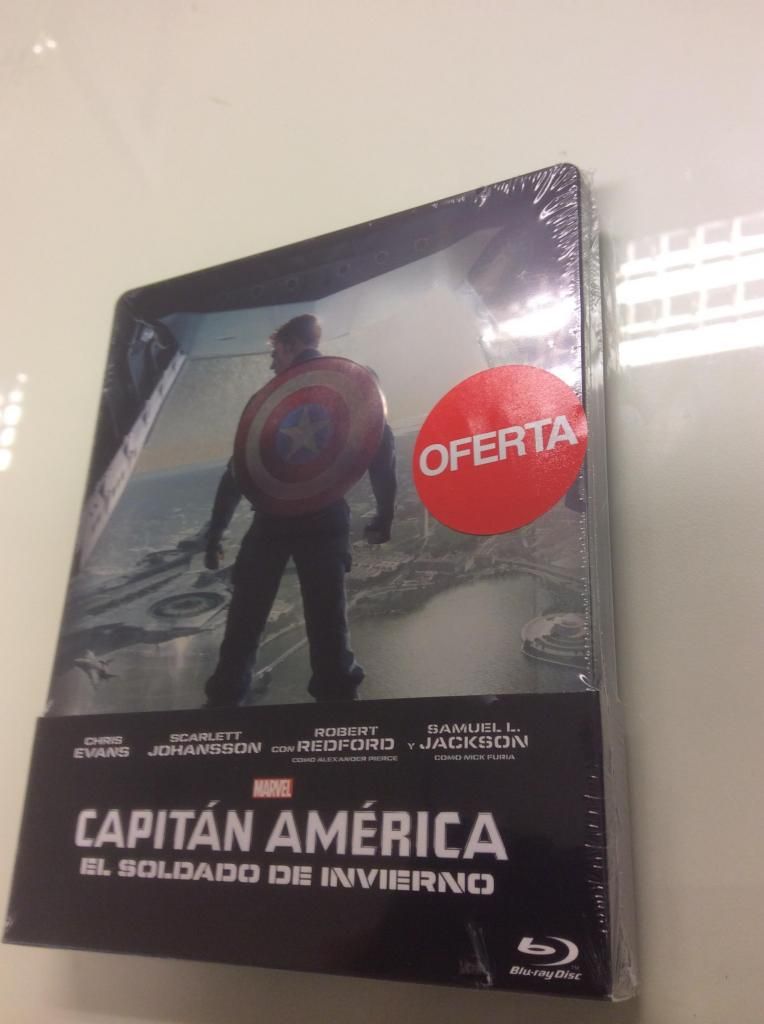 OFERTA
CHRIS EVANS
SCARLETT JOHANSSON
CON ROBERT REDFORD
COMO ALEXANDER PIERCE
Y SAMUEL L. JACKSON
COMO NICK FURIA
MARVEL
CAPITÁN AMÉRICA
EL SOLDADO DE INVIERNO
Blu-ray Disc